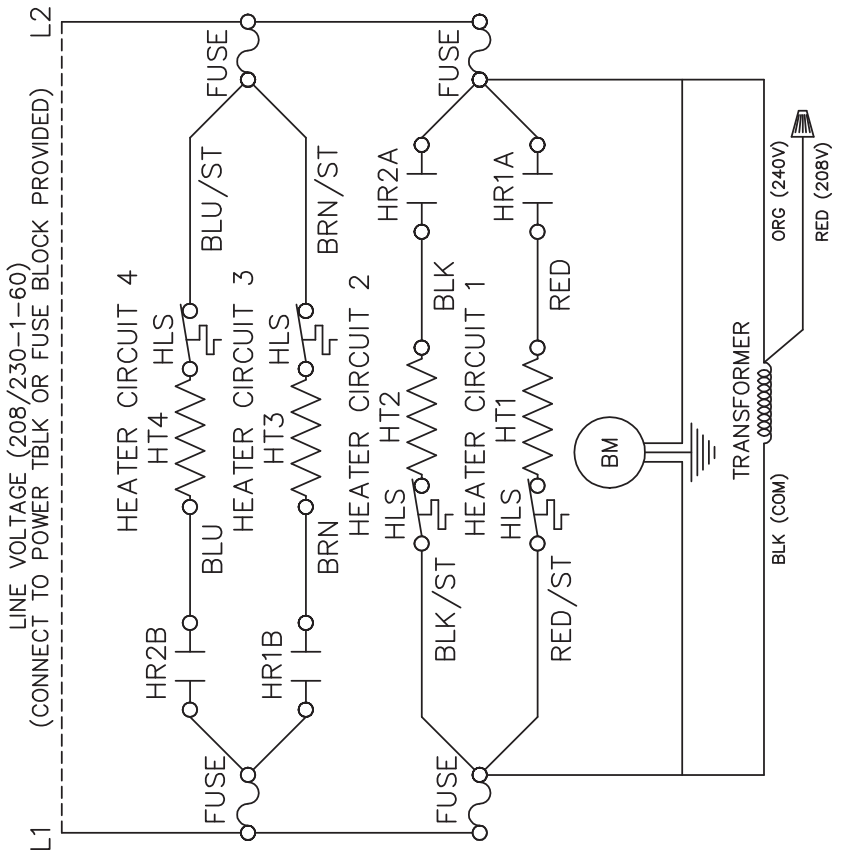 LINE VOLTAGE (208/230-1-60)
(CONNECT TO POWER TBLK OR FUSE BLOCK PROVIDED)
L1
L2
FUSE
FUSE
HEATER CIRCUIT 4
HR2B
BLU
HT4
HLS
BLU/ST
HEATER CIRCUIT 3
HR1B
BRN
HT3
HLS
BRN/ST
FUSE
FUSE
HEATER CIRCUIT 2
BLK/ST
HLS
HT2
BLK
HR2A
HEATER CIRCUIT 1
RED/ST
HLS
HT1
RED
HR1A
BM
TRANSFORMER
BLK (COM)
ORG (240V)
RED (208V)